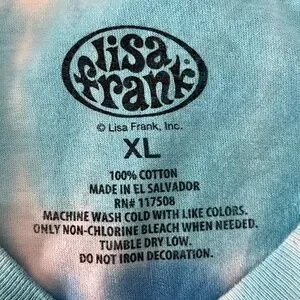 lisa
frank
© Lisa Frank, Inc.
XL
100% COTTON
MADE IN EL SALVADOR
RN# 117508
MACHINE WASH COLD WITH LIKE COLORS.
ONLY NON-CHLORINE BLEACH WHEN NEEDED.
TUMBLE DRY LOW.
DO NOT IRON DECORATION.